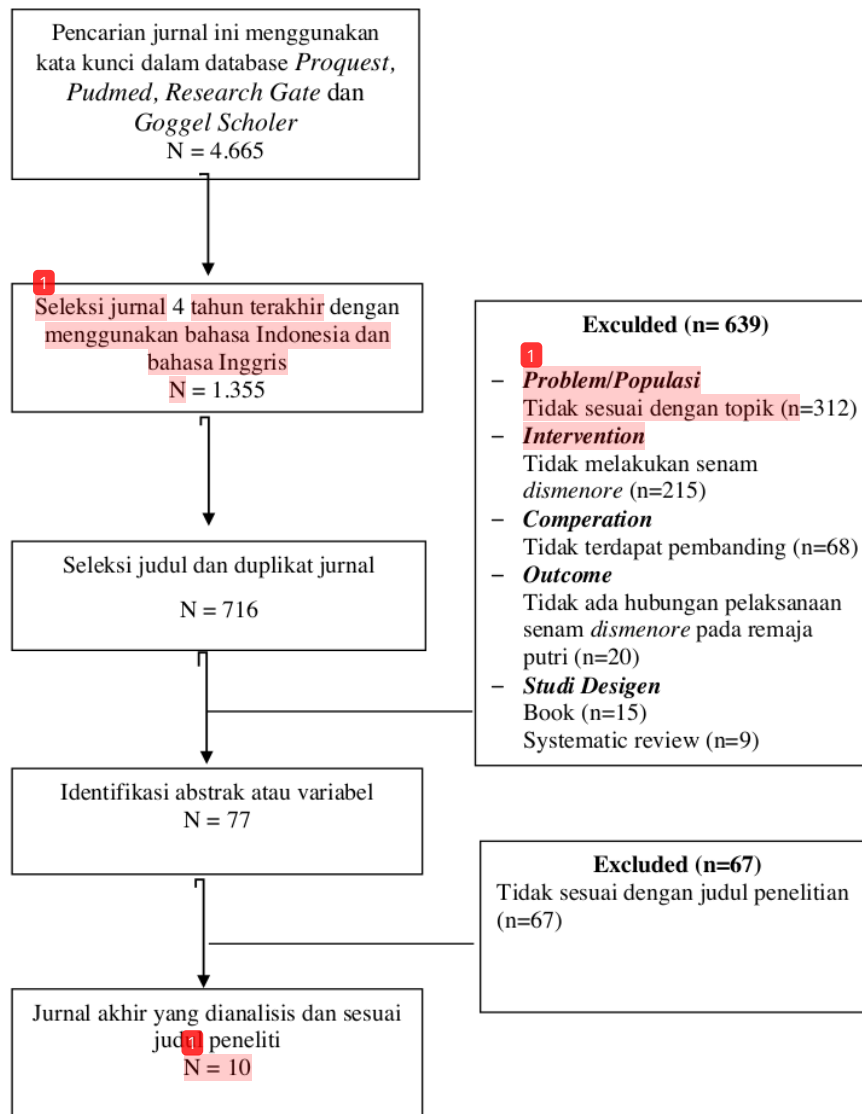 Pencarian jurnal ini menggunakan
kata kunci dalam database Proquest,
Pudmed, Research Gate dan
Goggel Scholer
N = 4.665
1
Seleksi jurnal 4 tahun terakhir dengan
menggunakan bahasa Indonesia dan
bahasa Inggris
N = 1.355
Seleksi judul dan duplikat jurnal
N = 716
Exculded (n= 639)
1
– Problem/Populasi
Tidak sesuai dengan topik (n=312)
– Intervention
Tidak melakukan senam
dismenore (n=215)
– Comperation
Tidak terdapat pembanding (n=68)
– Outcome
Tidak ada hubungan pelaksanaan
senam dismenore pada remaja
putri (n=20)
– Studi Desigen
Book (n=15)
Systematic review (n=9)
Identifikasi abstrak atau variabel
N = 77
Excluded (n=67)
Tidak sesuai dengan judul penelitian
(n=67)
Jurnal akhir yang dianalisis dan sesuai
judul peneliti
1
N = 10